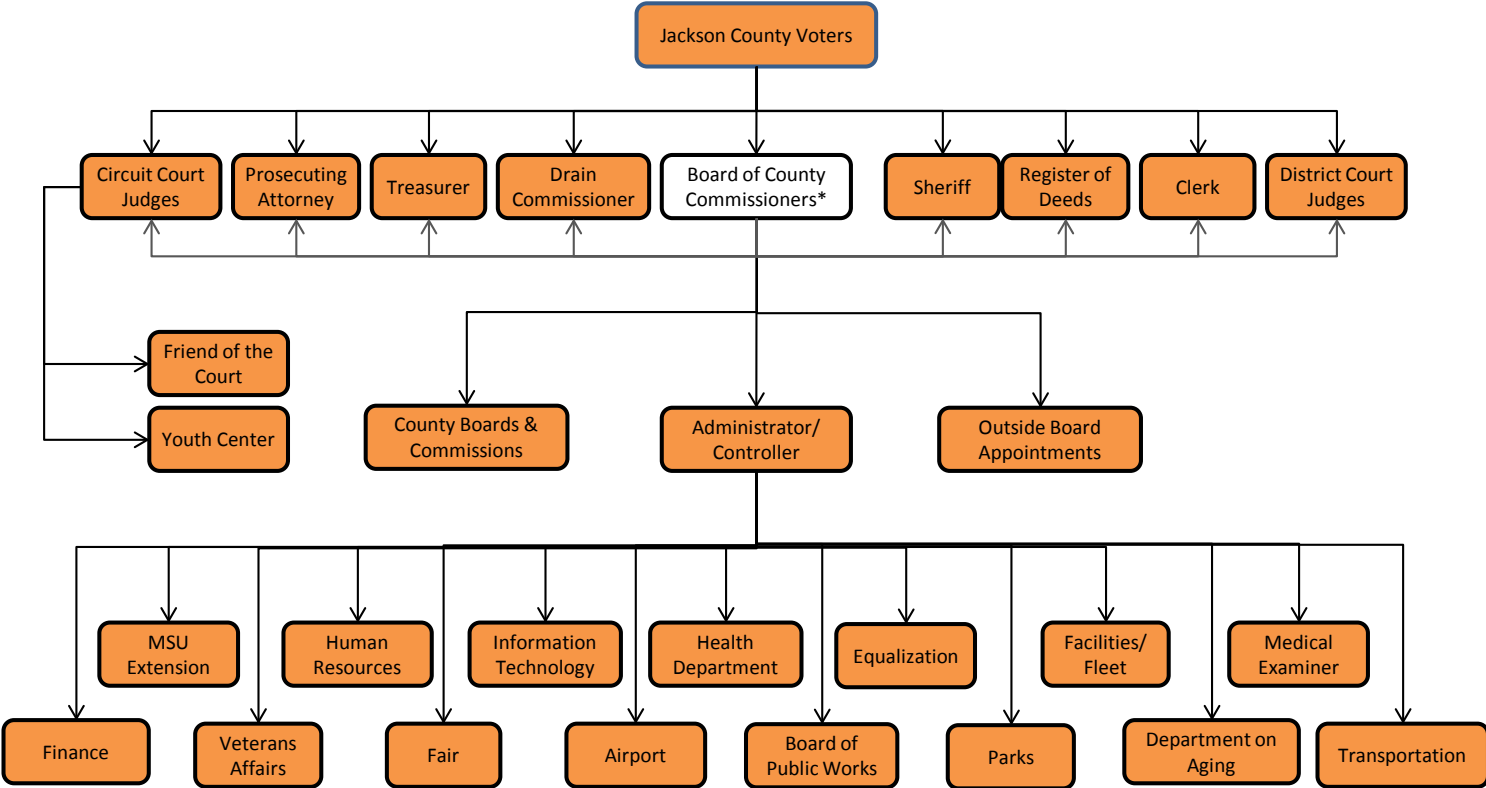 Jackson County Voters
Circuit Court
Judges
Prosecuting
Attorney
Treasurer
Drain
Commissioner
Board of County
Commissioners*
Sheriff
Register of
Deeds
Clerk
District Court
Judges
Friend of the
Court
Youth Center
County Boards &
Commissions
Administrator/
Controller
Outside Board
Appointments
MSU
Extension
Human
Resources
Information
Technology
Health
Department
Equalization
Facilities/
Fleet
Medical
Examiner
Finance
Veterans
Affairs
Fair
Airport
Board of
Public Works
Parks
Department on
Aging
Transportation